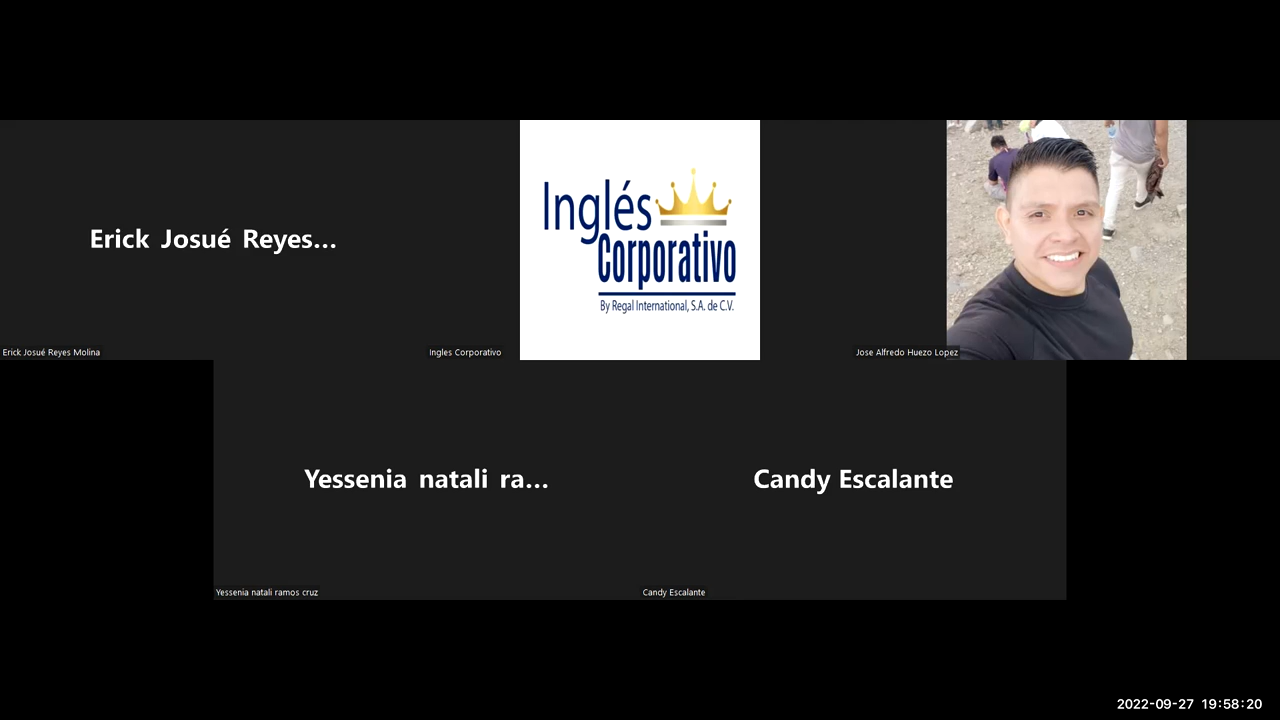 Erick Josué Reyes...
Erick Josué Reyes Molina
Inglés
Corporativo
By Regal International, S.A. de C.V.
Ingles Corporativo
Jose Alfredo Huezo Lopez
Yessenia natali ra...
Yessenia natali ramos cruz
Candy Escalante
Candy Escalante
2022-09-27 19:58:20